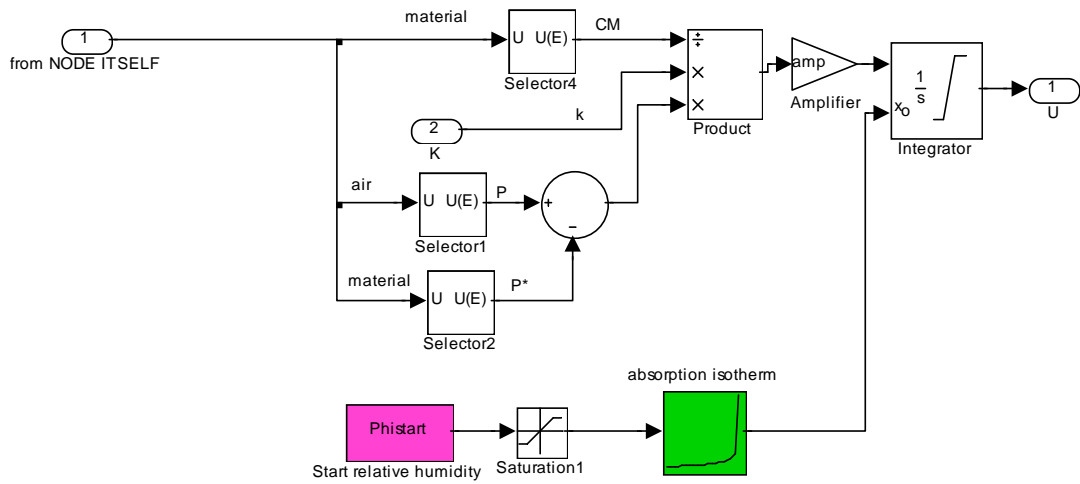 1
from NODE ITSELF
material
U U(E)
Selector4
CM
÷
×
×
Product
amp
Amplifier
1
s
xo
Integrator
1
U
k
2
K
air
U U(E)
Selector1
P
+
−
material
U U(E)
Selector2
P*
absorption isotherm
Phistart
Start relative humidity
Saturation1